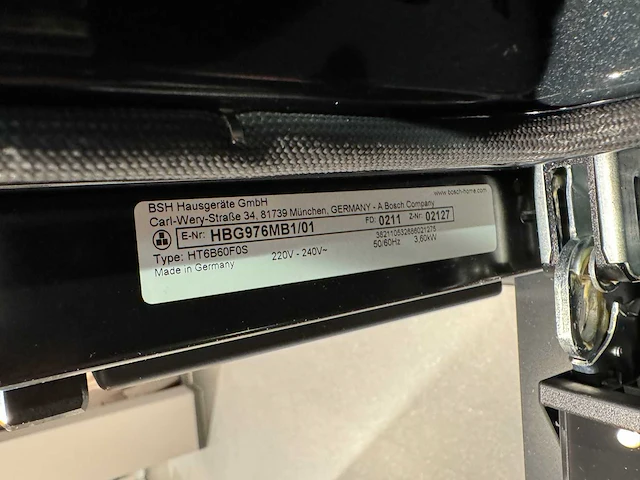 BSH Hausgeräte GmbH
www.bosch-home.com
Carl-Wery-Straße 34, 81739 München, GERMANY - A Bosch Company
E-Nr: HBG976MB1/01 FD: 0211 Z-Nr: 02127
Type: HT6B60F0S 220V - 240V~ 382110532686021275
50/60Hz 3,60kW
Made in Germany